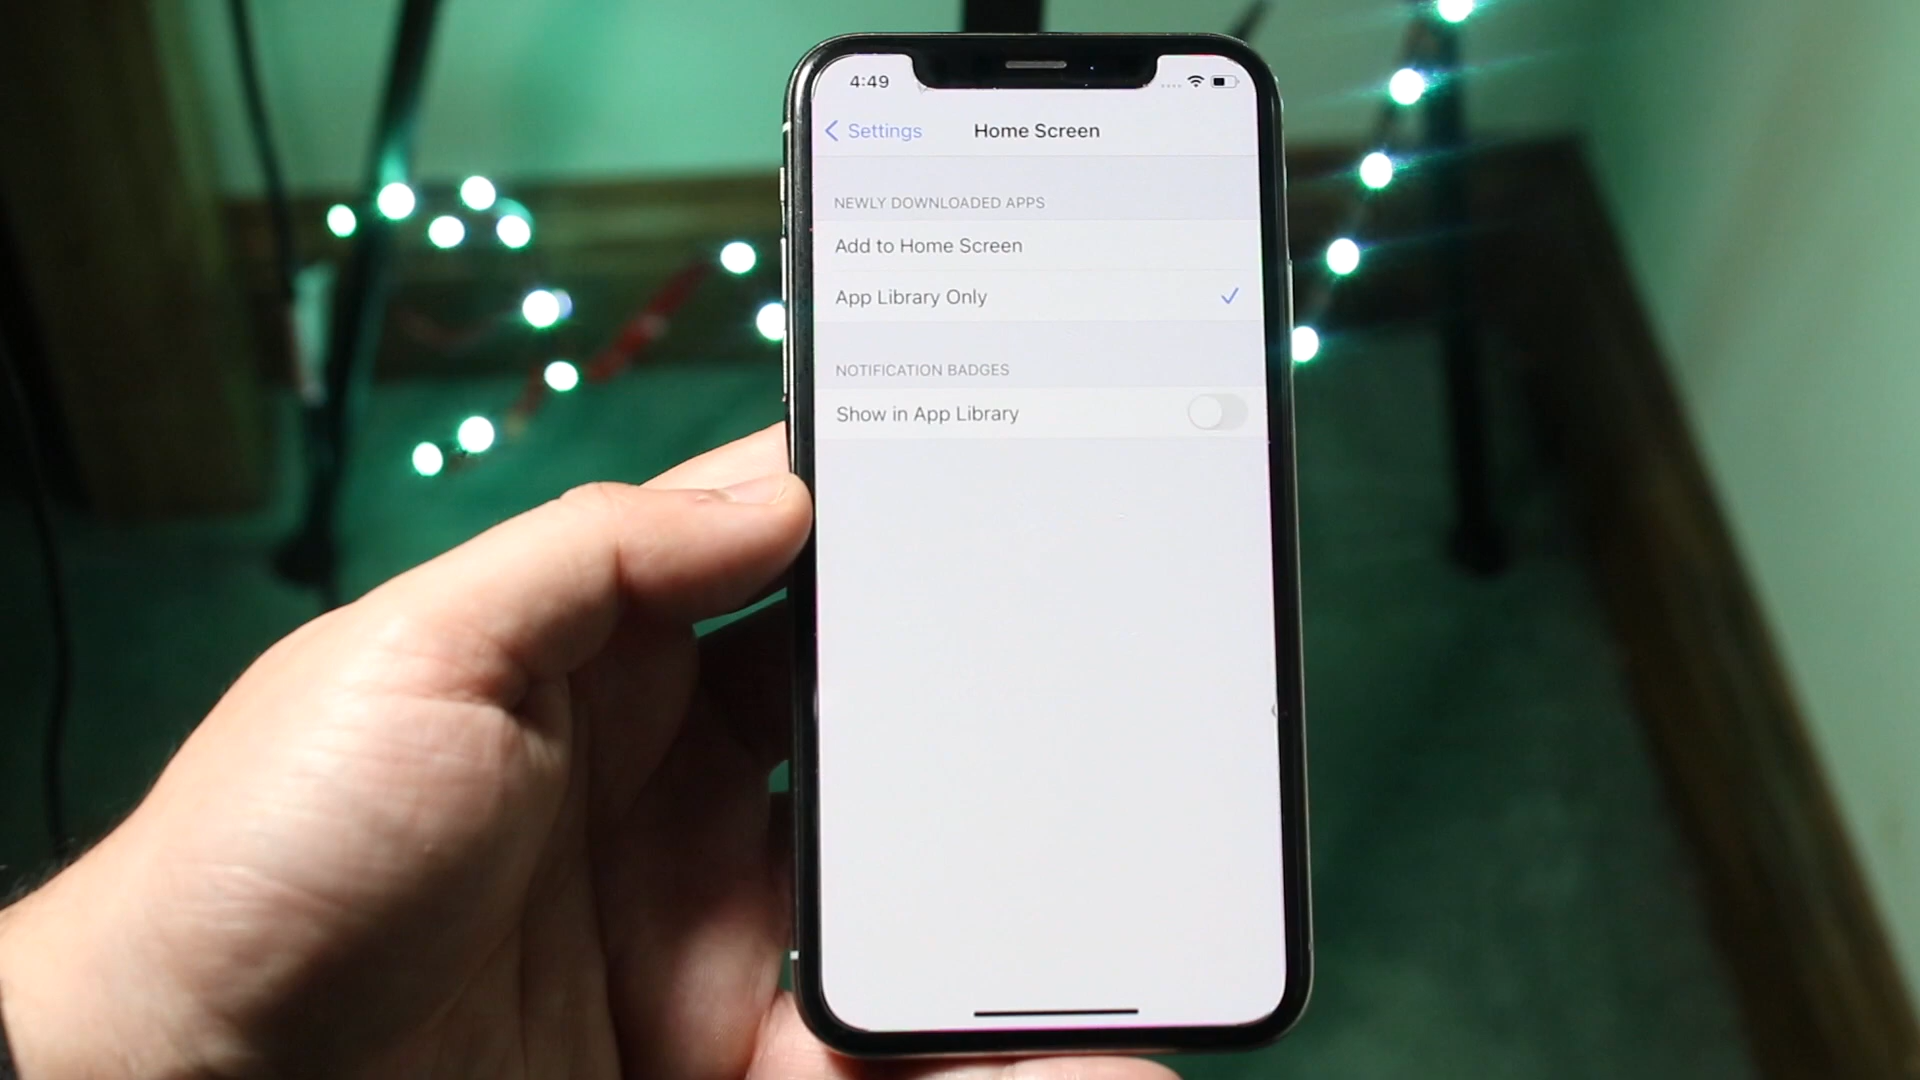 4:49
Settings
Home Screen
NEWLY DOWNLOADED APPS
Add to Home Screen
App Library Only
NOTIFICATION BADGES
Show in App Library